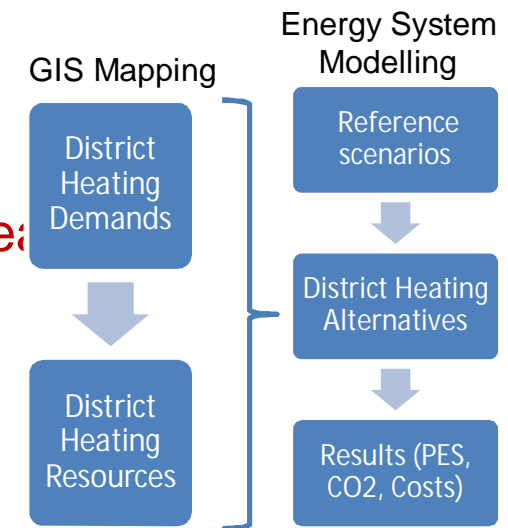 GIS Mapping
District
Heating
Demands
District
Heating
Resources
Energy System
Modelling
Reference
scenarios
District Heating
Alternatives
Results (PES,
CO2, Costs)